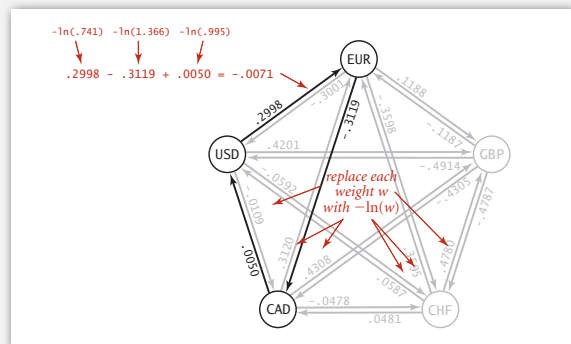 -ln(.741) -ln(1.366) -ln(.995)
.2998 - .3119 + .0050 = -.0071
EUR
.2998
-.3001
-.3119
-.3598
.1188
-.1187
USD
.4201
-.4914
GBP
-.0592
replace each
weight w
with −ln(w)
-.4305
-.0109
.3120
.4780
-.4787
.0050
.4308
.3595
.0587
CAD
-.0478
.0481
CHF